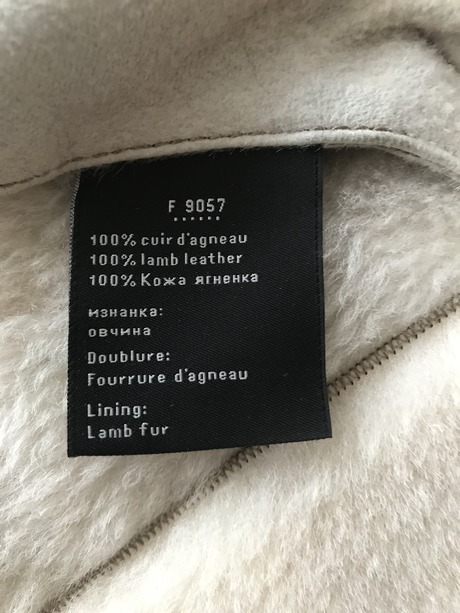 F 9057
100% cuir d'agneau
100% lamb leather
100% Кожа ягненка
изнанка:
овчина
Doublure:
Fourrure d'agneau
Lining:
Lamb fur